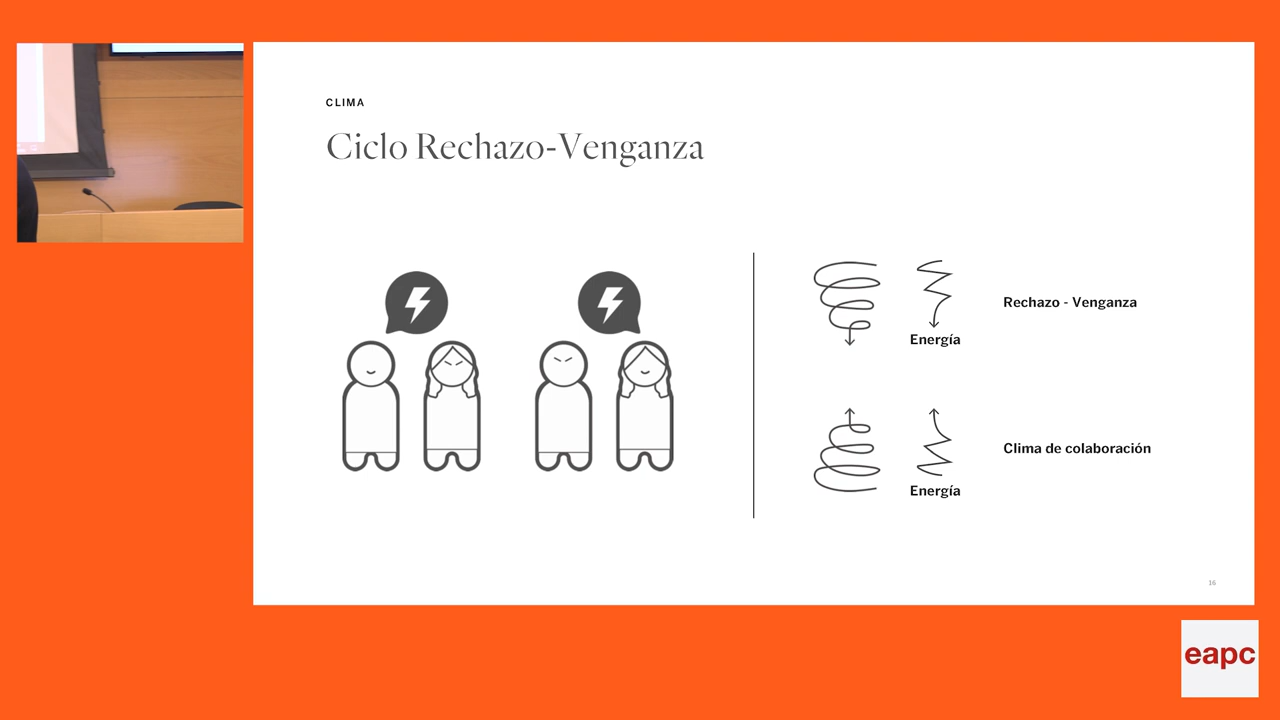 CLIMA
Ciclo Rechazo-Venganza
Rechazo - Venganza
Energía
Clima de colaboración
Energía
16
eapc